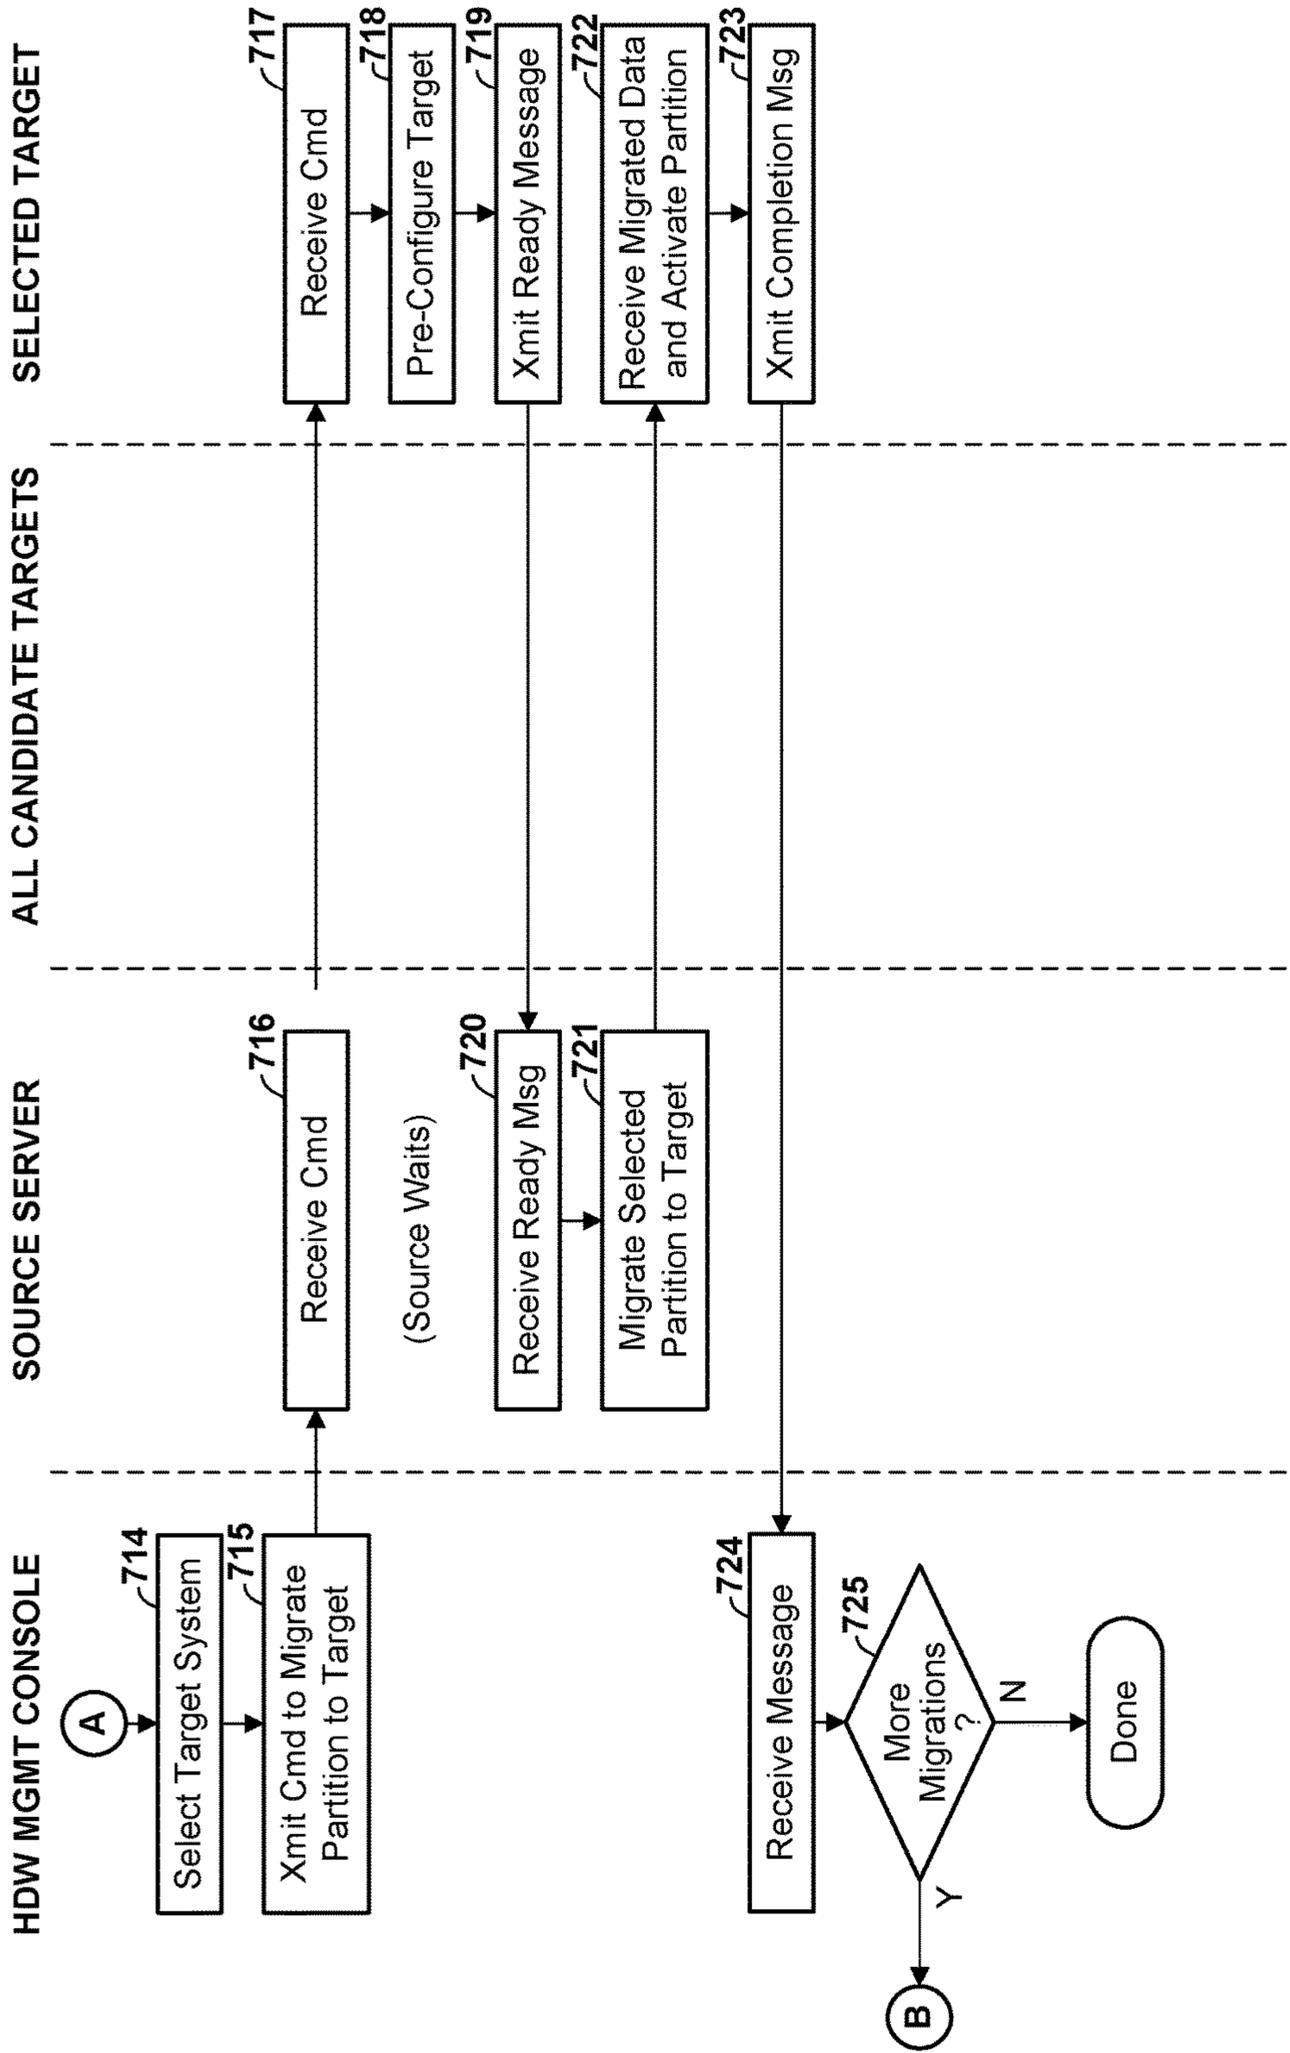 HDW MGMT CONSOLE
SOURCE SERVER
ALL CANDIDATE TARGETS
SELECTED TARGET
A
714
Select Target System
715
Xmit Cmd to Migrate
Partition to Target
716
Receive Cmd
717
Receive Cmd
(Source Waits)
718
Pre-Configure Target
719
Xmit Ready Message
720
Receive Ready Msg
721
Migrate Selected
Partition to Target
722
Receive Migrated Data
and Activate Partition
723
Xmit Completion Msg
724
Receive Message
725
More
Migrations
?
Y
B
N
Done